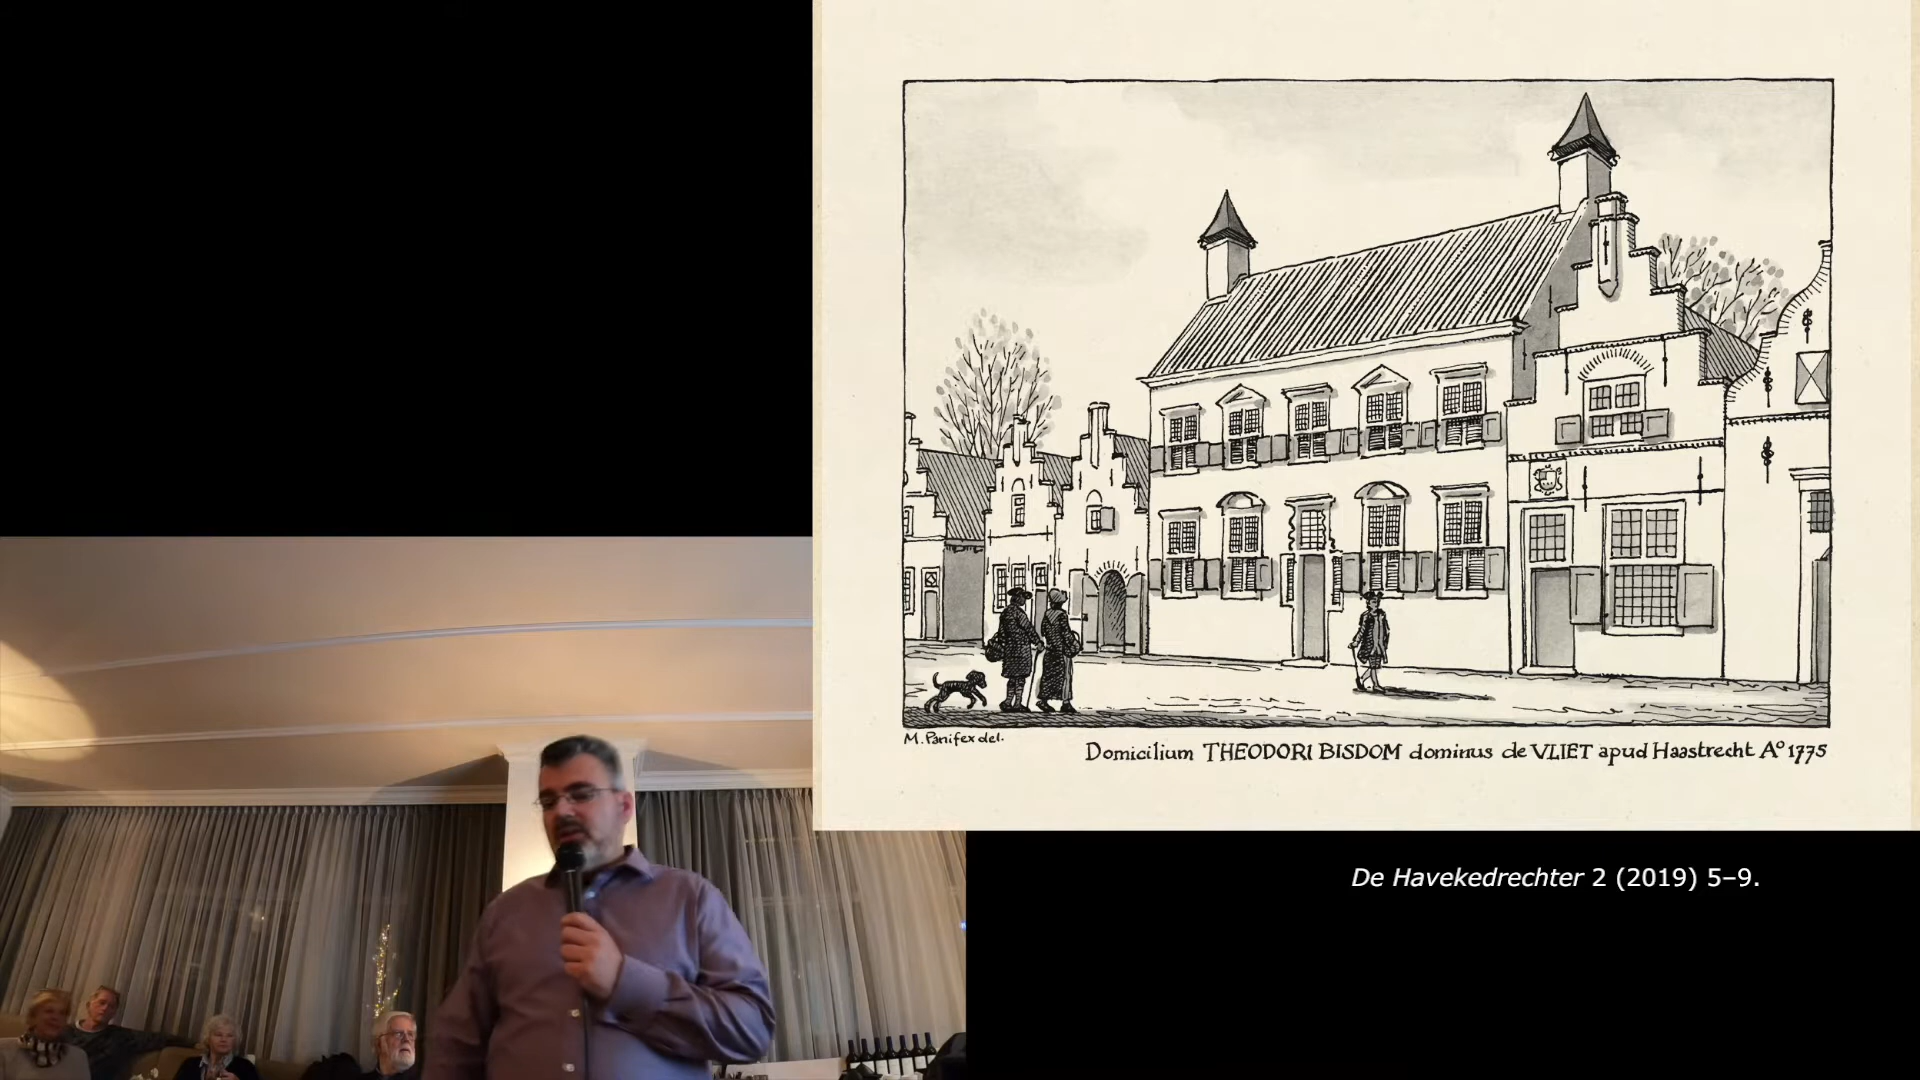 M. Panifex del.
Domicilium THEODORI BISDOM dominus de VLIET apud Haastrecht Aº 1775
De Havekedrechter 2 (2019) 5–9.